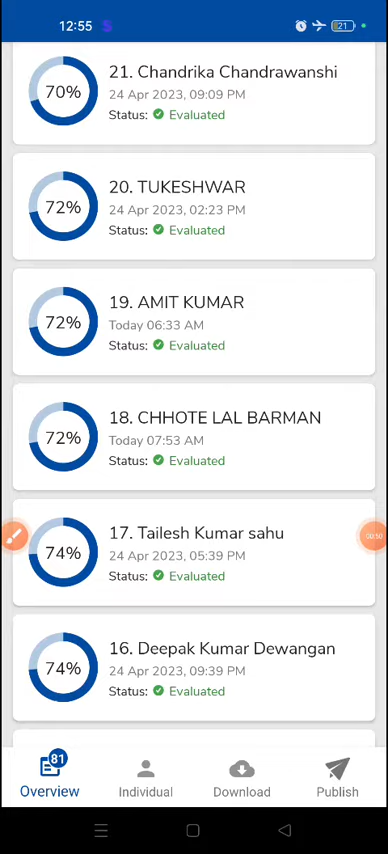 12:55 S 21
70% 21. Chandrika Chandrawanshi
24 Apr 2023, 09:09 PM
Status: Evaluated
72% 20. TUKESHWAR
24 Apr 2023, 02:23 PM
Status: Evaluated
72% 19. AMIT KUMAR
Today 06:33 AM
Status: Evaluated
72% 18. CHHOTE LAL BARMAN
Today 07:53 AM
Status: Evaluated
74% 17. Tailesh Kumar sahu
24 Apr 2023, 05:39 PM
Status: Evaluated
00:50
74% 16. Deepak Kumar Dewangan
24 Apr 2023, 09:39 PM
Status: Evaluated
81
Overview Individual Download Publish